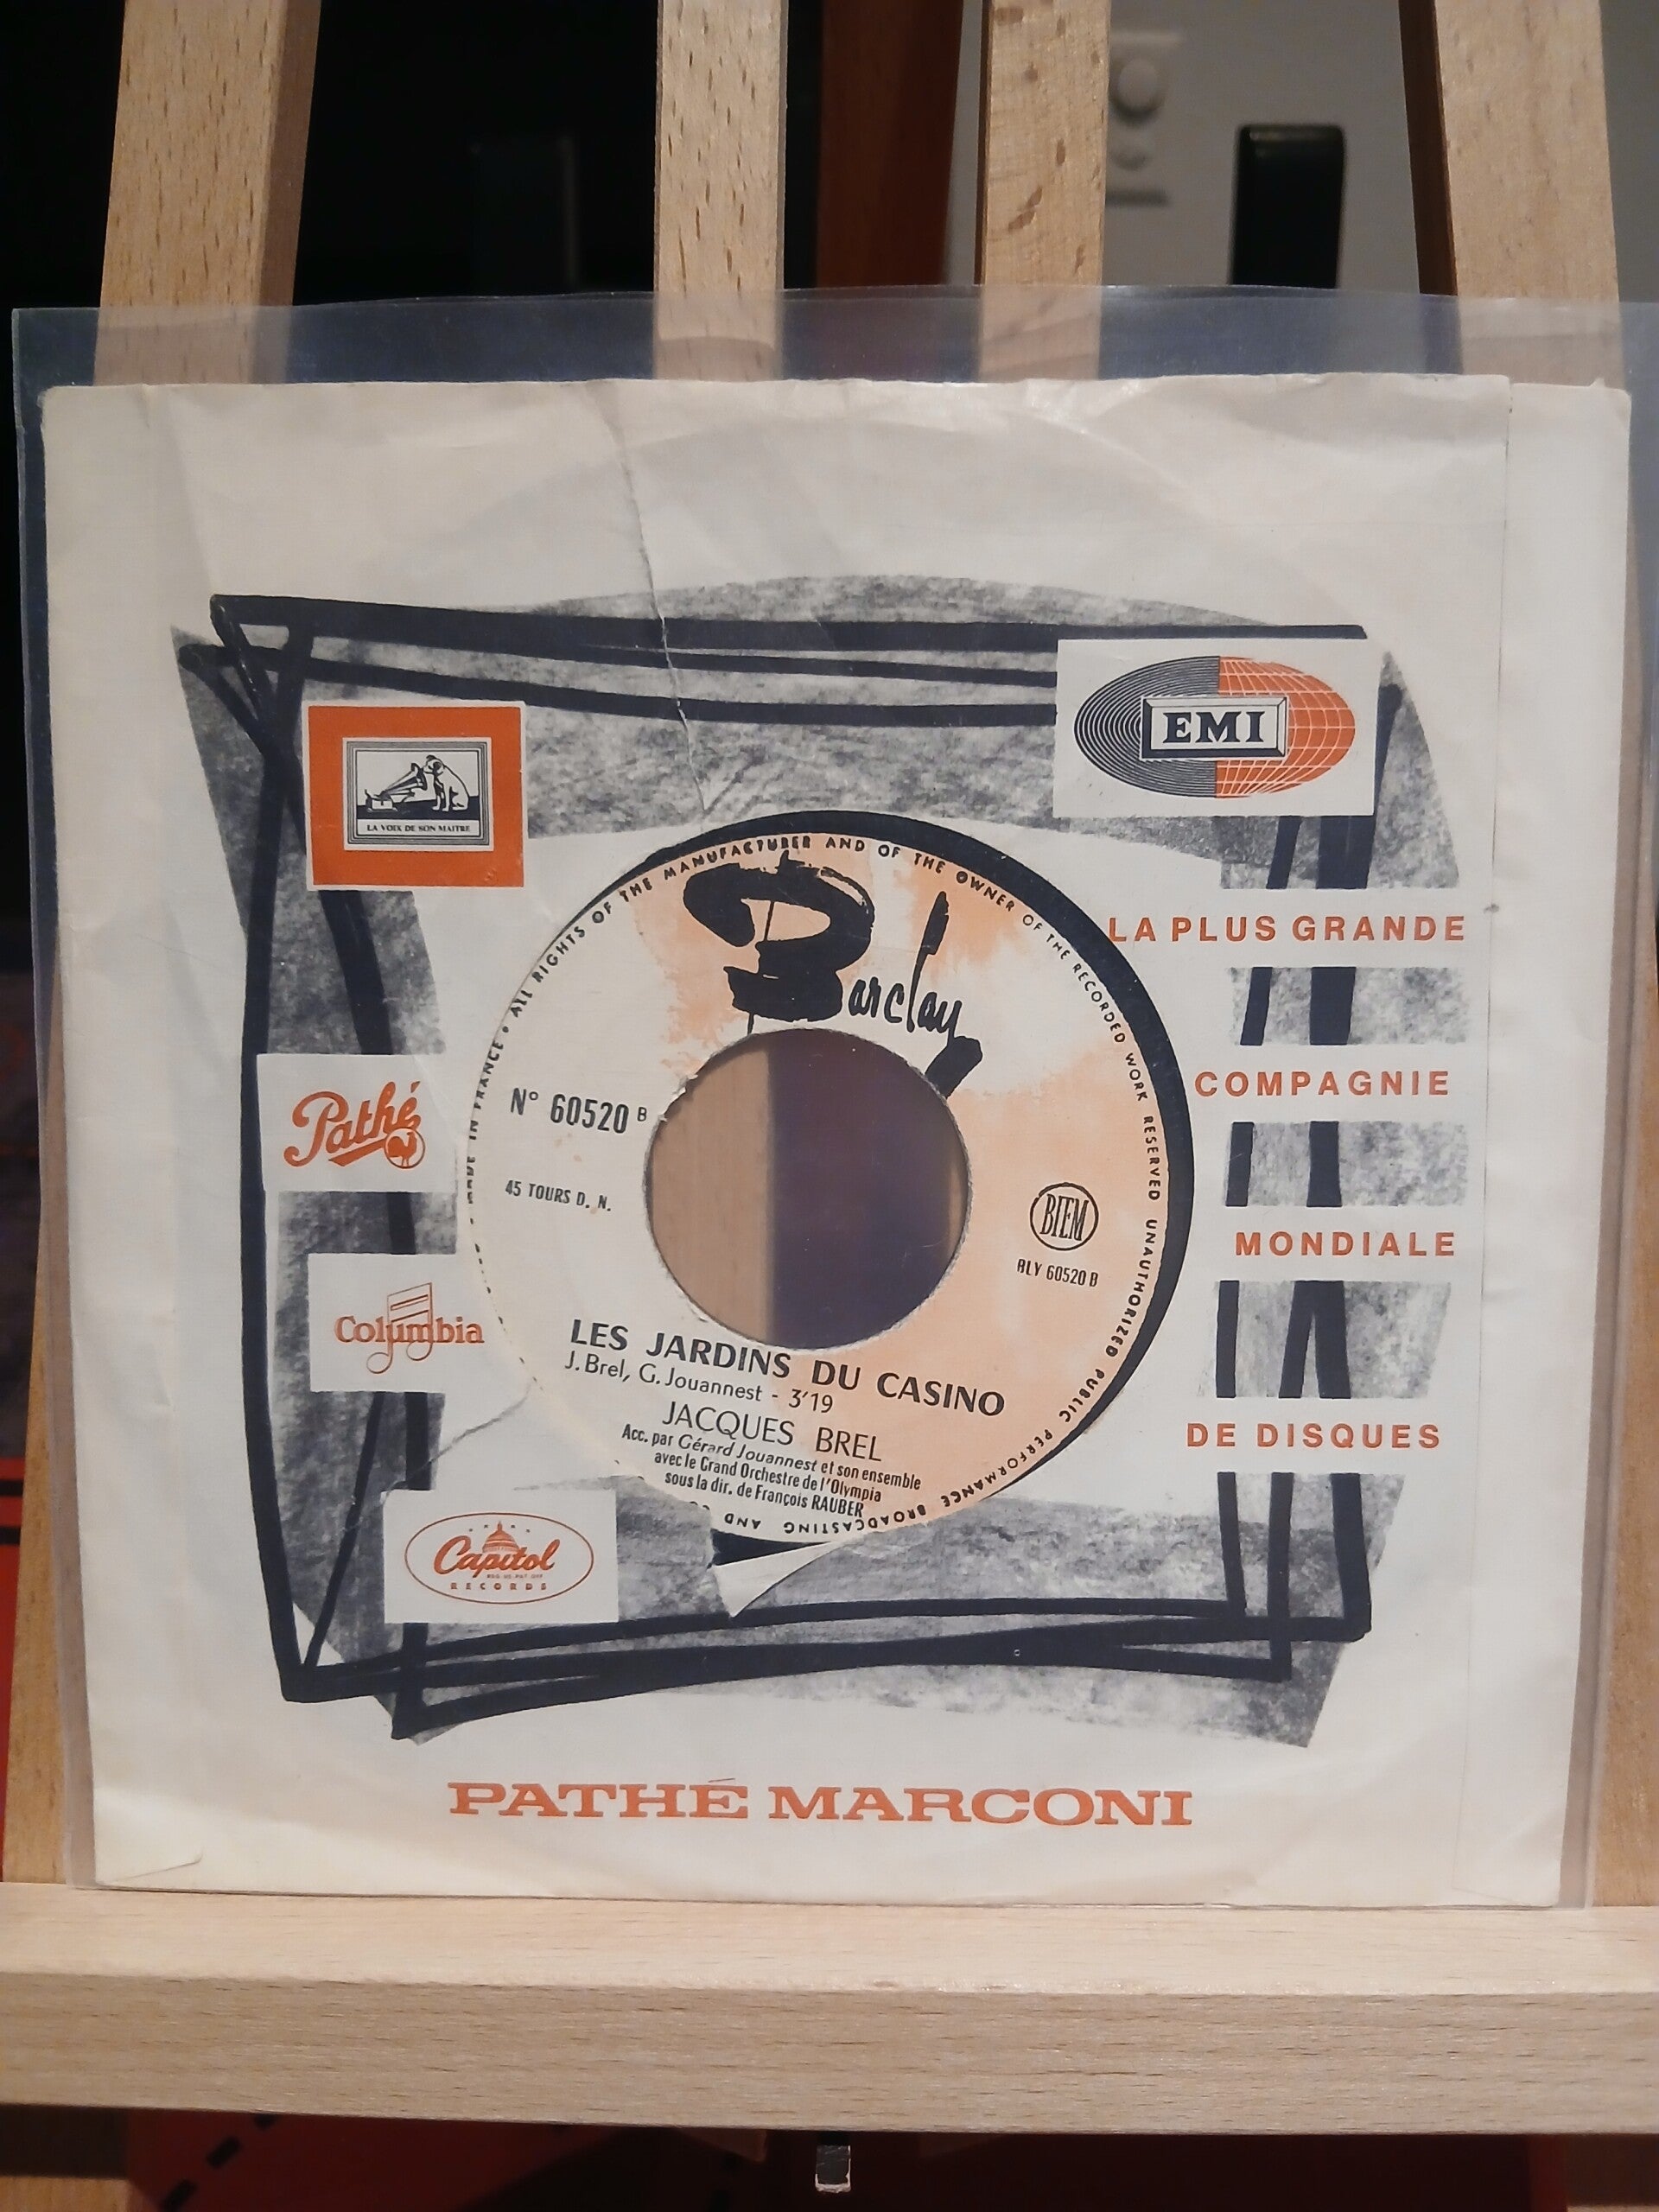 LA VOIX DE SON MAITRE
EMI
LA PLUS GRANDE
COMPAGNIE
MONDIALE
DE DISQUES
Pathé
Columbia
Capitol
RECORDS
ALL RIGHTS OF THE MANUFACTURER AND OF THE OWNER OF THE RECORDED WORK RESERVED UNAUTHORIZED PUBLIC PERFORMANCE BROADCASTING AND
IN FRANCE •
Barclay
N° 60520 B
45 TOURS D. N.
BIEM
RLY 60520 B
LES JARDINS DU CASINO
J. Brel, G. Jouannest - 3'19
JACQUES BREL
Acc. par Gérard Jouannest et son ensemble
avec le Grand Orchestre de l'Olympia
sous la dir. de François RAUBER
PATHÉ MARCONI